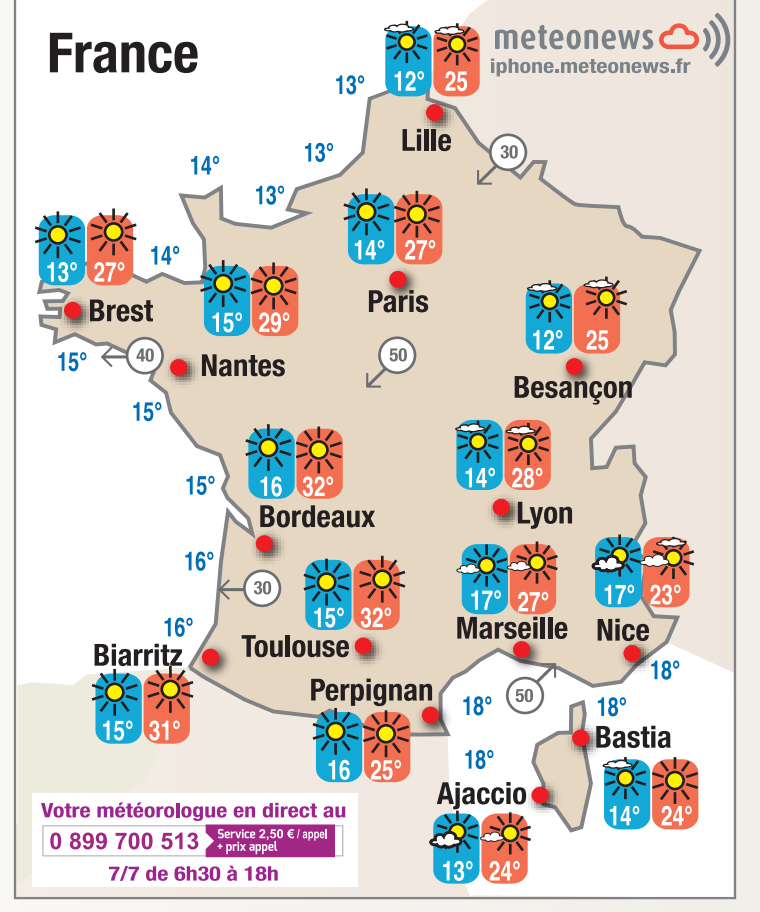 France
meteonews
iphone.meteonews.fr
12° 25
13°
Lille
30
13°
14°
13°
14° 27°
Paris
13° 27°
14°
Brest
15° 29°
Nantes
15°
40
50
12° 25
Besançon
15°
16 32°
Bordeaux
15°
14° 28°
Lyon
16°
30
15° 32°
Toulouse
17° 27°
Marseille
17° 23°
Nice
16°
Biarritz
15° 31°
18°
Perpignan
16 25°
18°
50
18°
18°
Bastia
14° 24°
Ajaccio
13° 24°
Votre météorologue en direct au
0 899 700 513 Service 2,50 € / appel
+ prix appel
7/7 de 6h30 à 18h